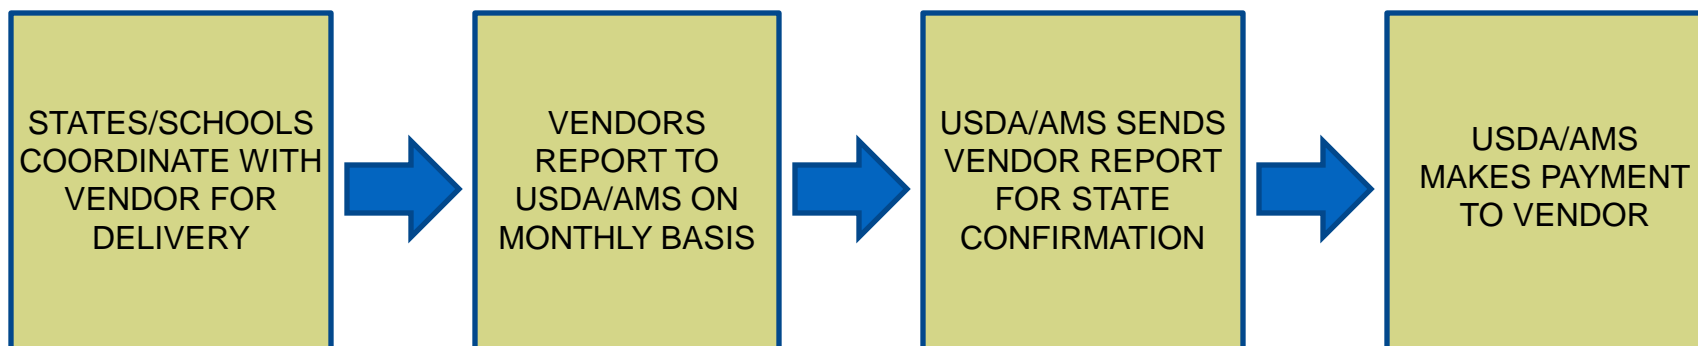 STATES/SCHOOLS
COORDINATE WITH
VENDOR FOR
DELIVERY
VENDORS
REPORT TO
USDA/AMS ON
MONTHLY BASIS
USDA/AMS SENDS
VENDOR REPORT
FOR STATE
CONFIRMATION
USDA/AMS
MAKES PAYMENT
TO VENDOR